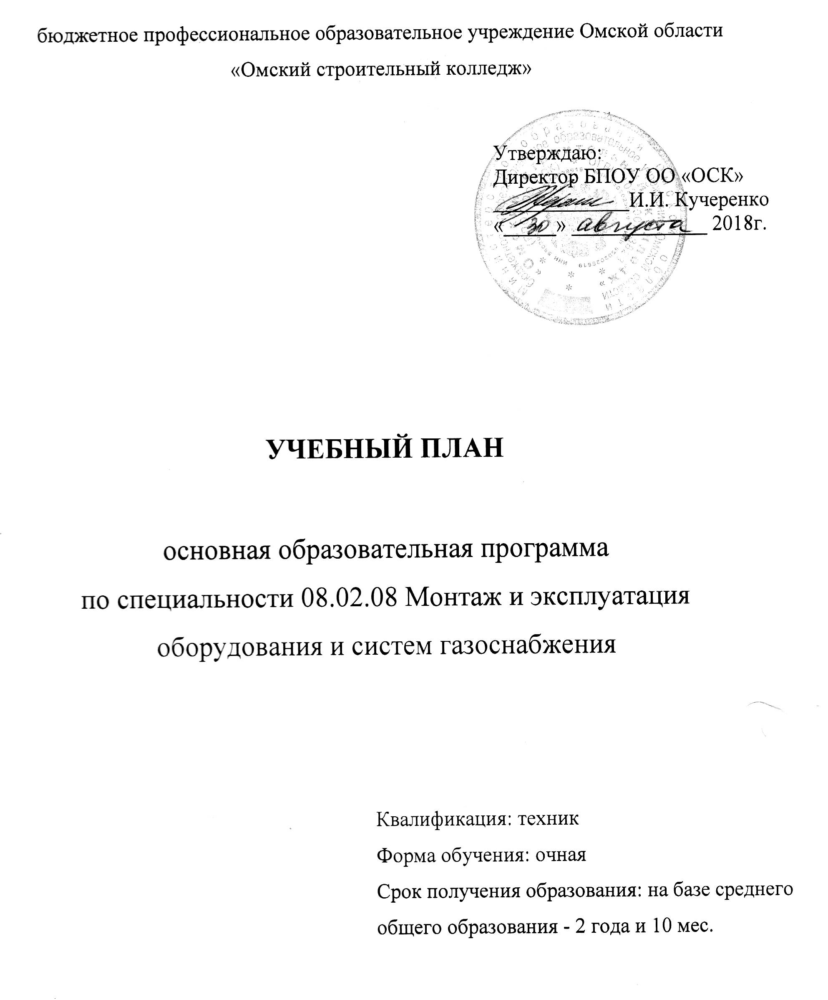 бюджетное профессиональное образовательное учреждение Омской области
«Омский строительный колледж»
Утверждаю:
Директор БПОУ ОО «ОСК»
И.И. Кучеренко
« 30 » августа 2018г.
УЧЕБНЫЙ ПЛАН
основная образовательная программа
по специальности 08.02.08 Монтаж и эксплуатация
оборудования и систем газоснабжения
Квалификация: техник
Форма обучения: очная
Срок получения образования: на базе среднего
общего образования - 2 года и 10 мес.